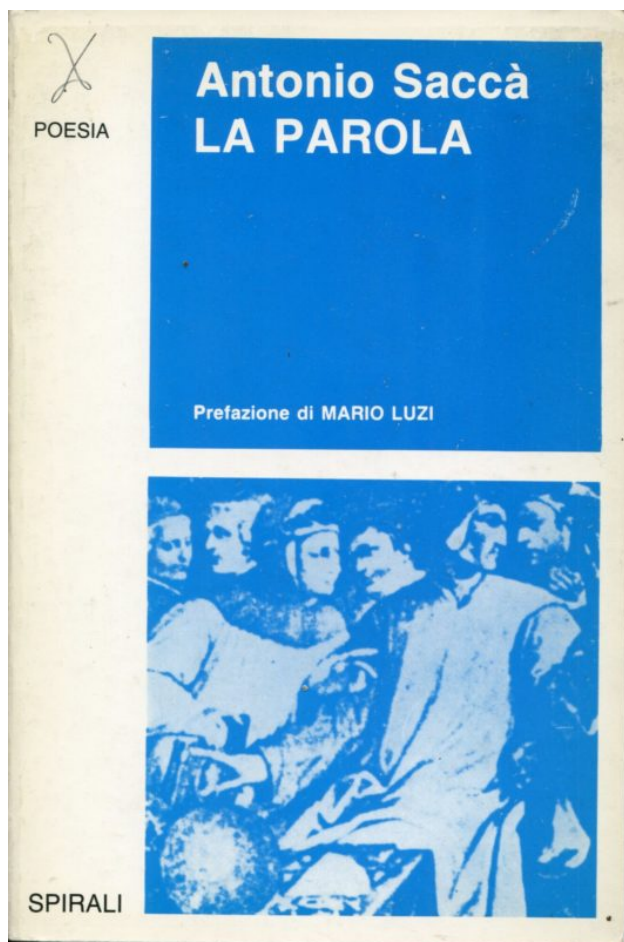 POESIA
Antonio Saccà
LA PAROLA
Prefazione di MARIO LUZI
SPIRALI